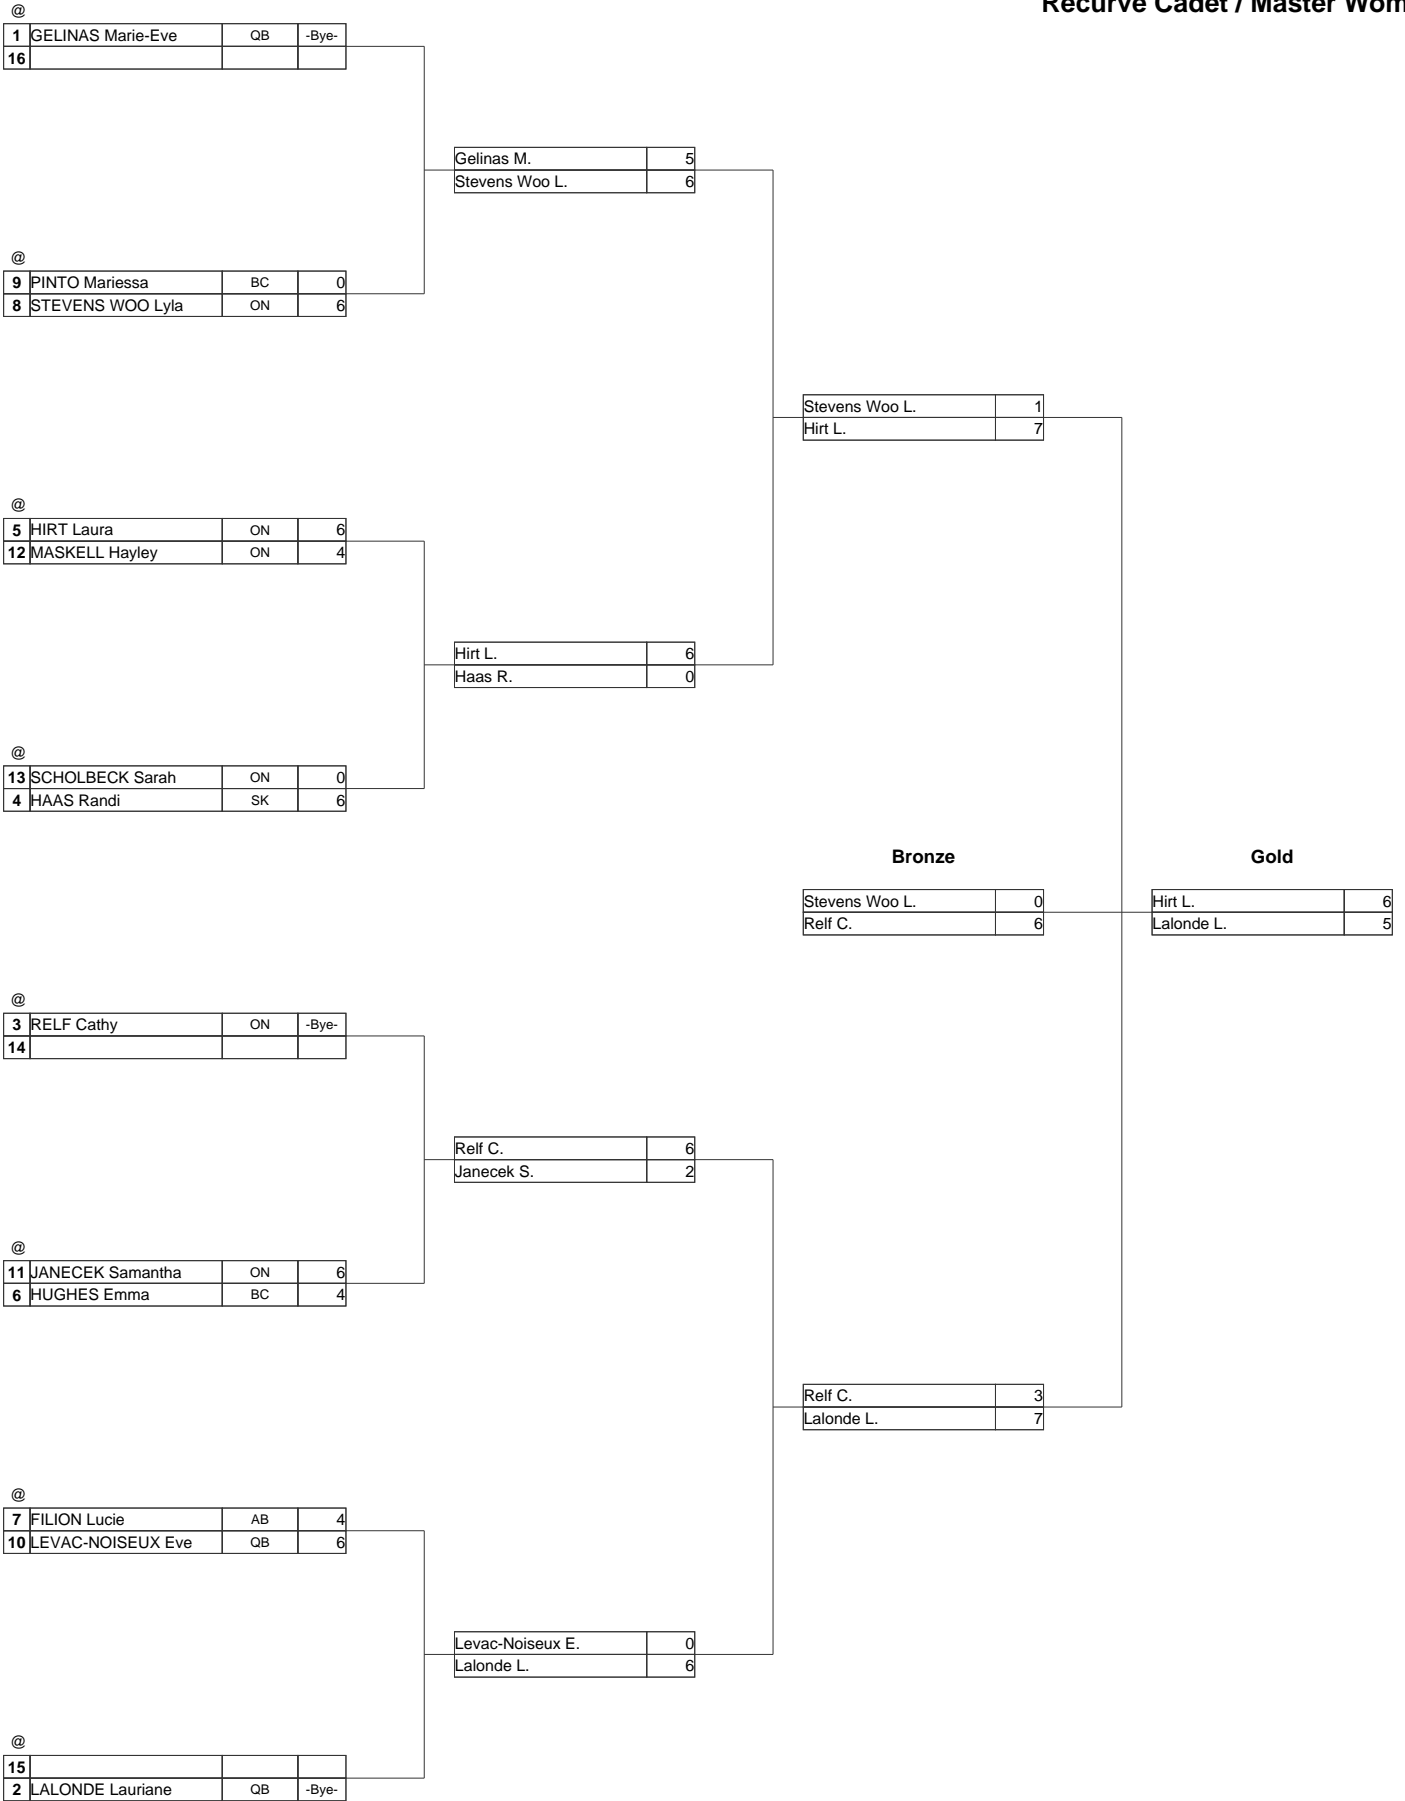 Recurve Cadet / Master Wom
@
1 GELINAS Marie-Eve QB -Bye-
16
Gelinas M. 5
Stevens Woo L. 6
@
9 PINTO Mariessa BC 0
8 STEVENS WOO Lyla ON 6
Stevens Woo L. 1
Hirt L. 7
@
5 HIRT Laura ON 6
12 MASKELL Hayley ON 4
Hirt L. 6
Haas R. 0
@
13 SCHOLBECK Sarah ON 0
4 HAAS Randi SK 6
Bronze
Stevens Woo L. 0
Relf C. 6
Gold
Hirt L. 6
Lalonde L. 5
@
3 RELF Cathy ON -Bye-
14
Relf C. 6
Janecek S. 2
@
11 JANECEK Samantha ON 6
6 HUGHES Emma BC 4
Relf C. 3
Lalonde L. 7
@
7 FILION Lucie AB 4
10 LEVAC-NOISEUX Eve QB 6
Levac-Noiseux E. 0
Lalonde L. 6
@
15
2 LALONDE Lauriane QB -Bye-